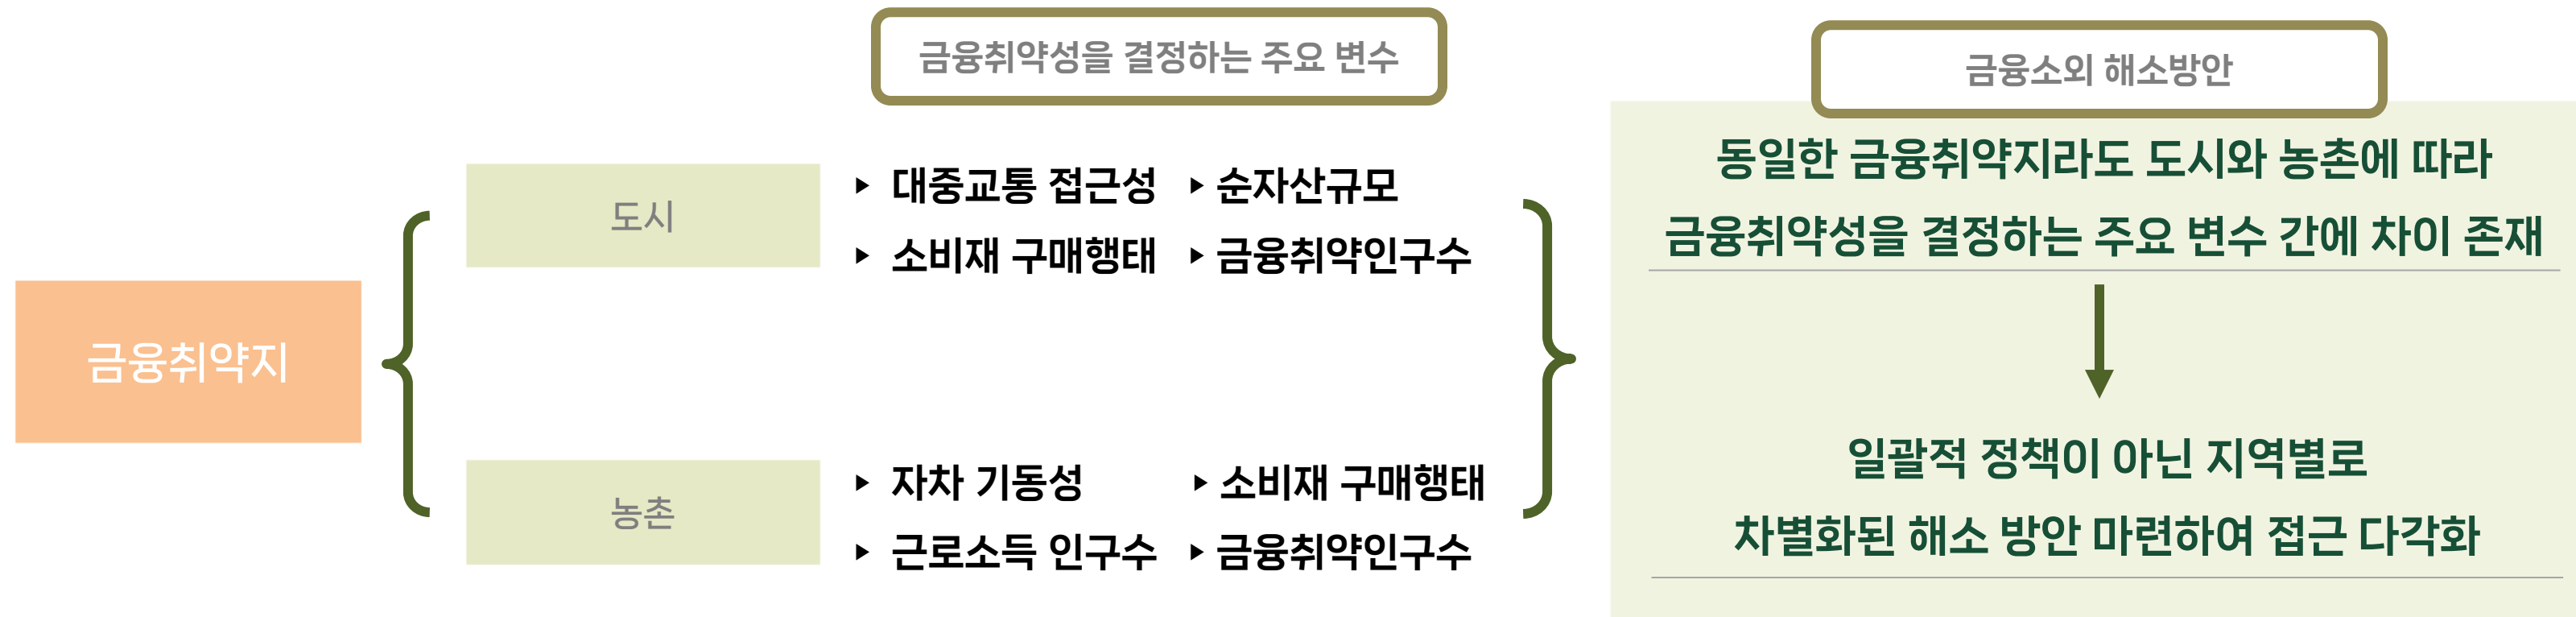 금융취약성을 결정하는 주요 변수
금융소외 해소방안
금융취약지
도시
▸ 대중교통 접근성 ▸ 순자산규모
▸ 소비재 구매행태 ▸ 금융취약인구수
농촌
▸ 자차 기동성 ▸ 소비재 구매행태
▸ 근로소득 인구수 ▸ 금융취약인구수
동일한 금융취약지라도 도시와 농촌에 따라
금융취약성을 결정하는 주요 변수 간에 차이 존재
일괄적 정책이 아닌 지역별로
차별화된 해소 방안 마련하여 접근 다각화